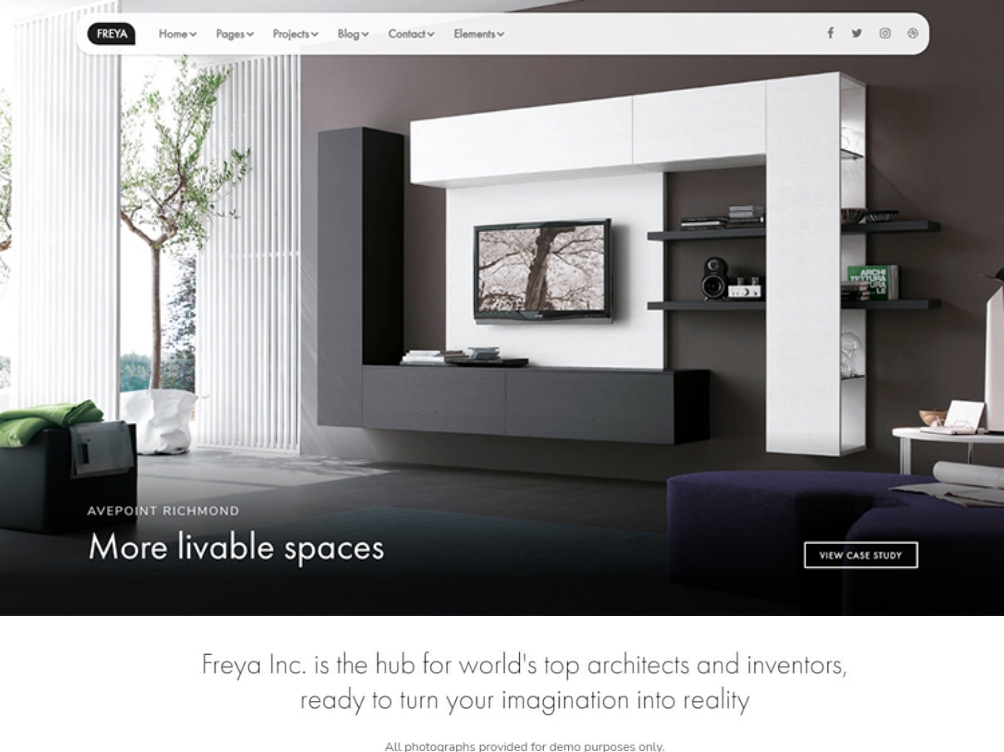 FREYA Home Pages Projects Blog Contact Elements
ARCHI
TETTURA
URA
LE
AVEPOINT RICHMOND
More livable spaces
VIEW CASE STUDY
Freya Inc. is the hub for world's top architects and inventors,
ready to turn your imagination into reality
All photographs provided for demo purposes only.